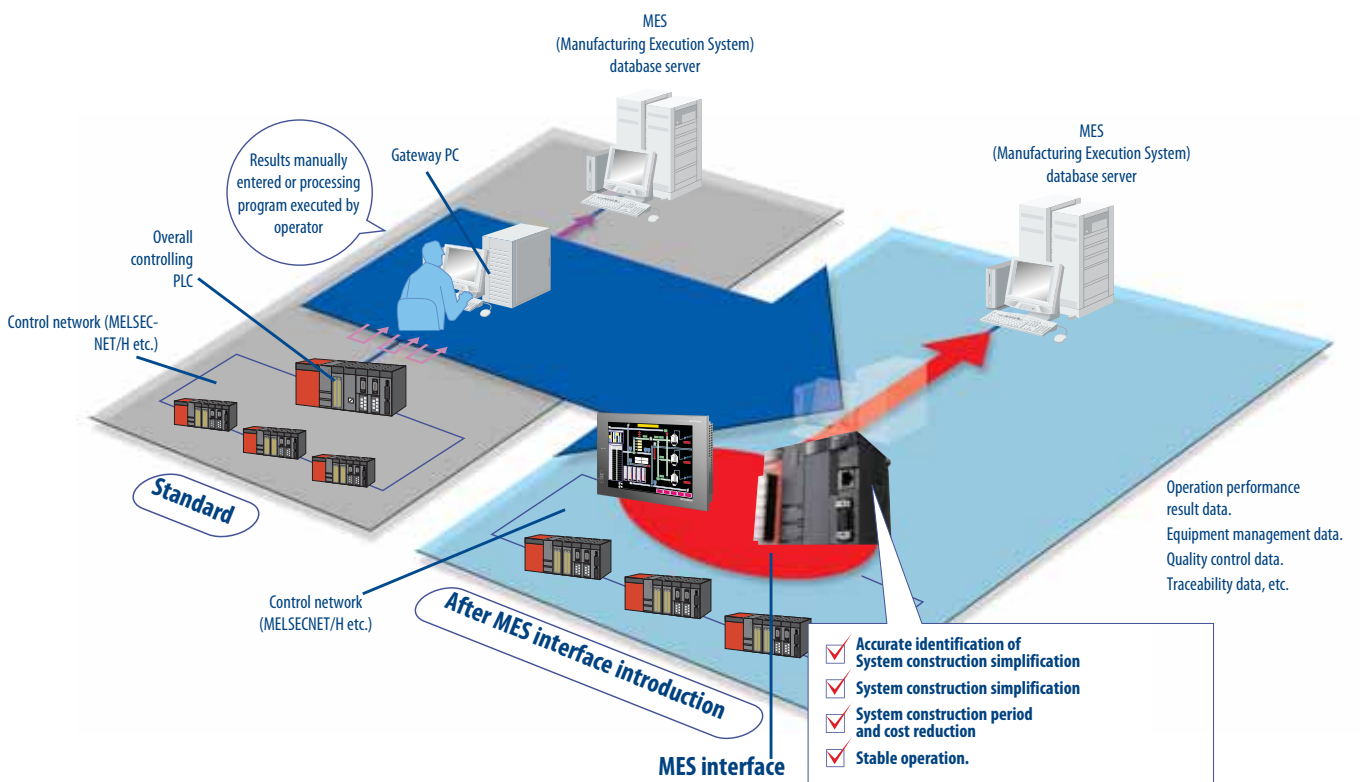 MES
(Manufacturing Execution System)
database server
MES
(Manufacturing Execution System)
database server
Results manually
entered or processing
program executed by
operator
Gateway PC
Overall
controlling
PLC
Control network (MELSEC-
NET/H etc.)
Standard
Operation performance
result data.
Equipment management data.
Quality control data.
Traceability data, etc
Control network
(MELSECNET/H etc.)
After MES interface introduction
Accurate identification of
System construction simplification
System construction simplification
System construction period
and cost reduction
Stable operation.
MES interface